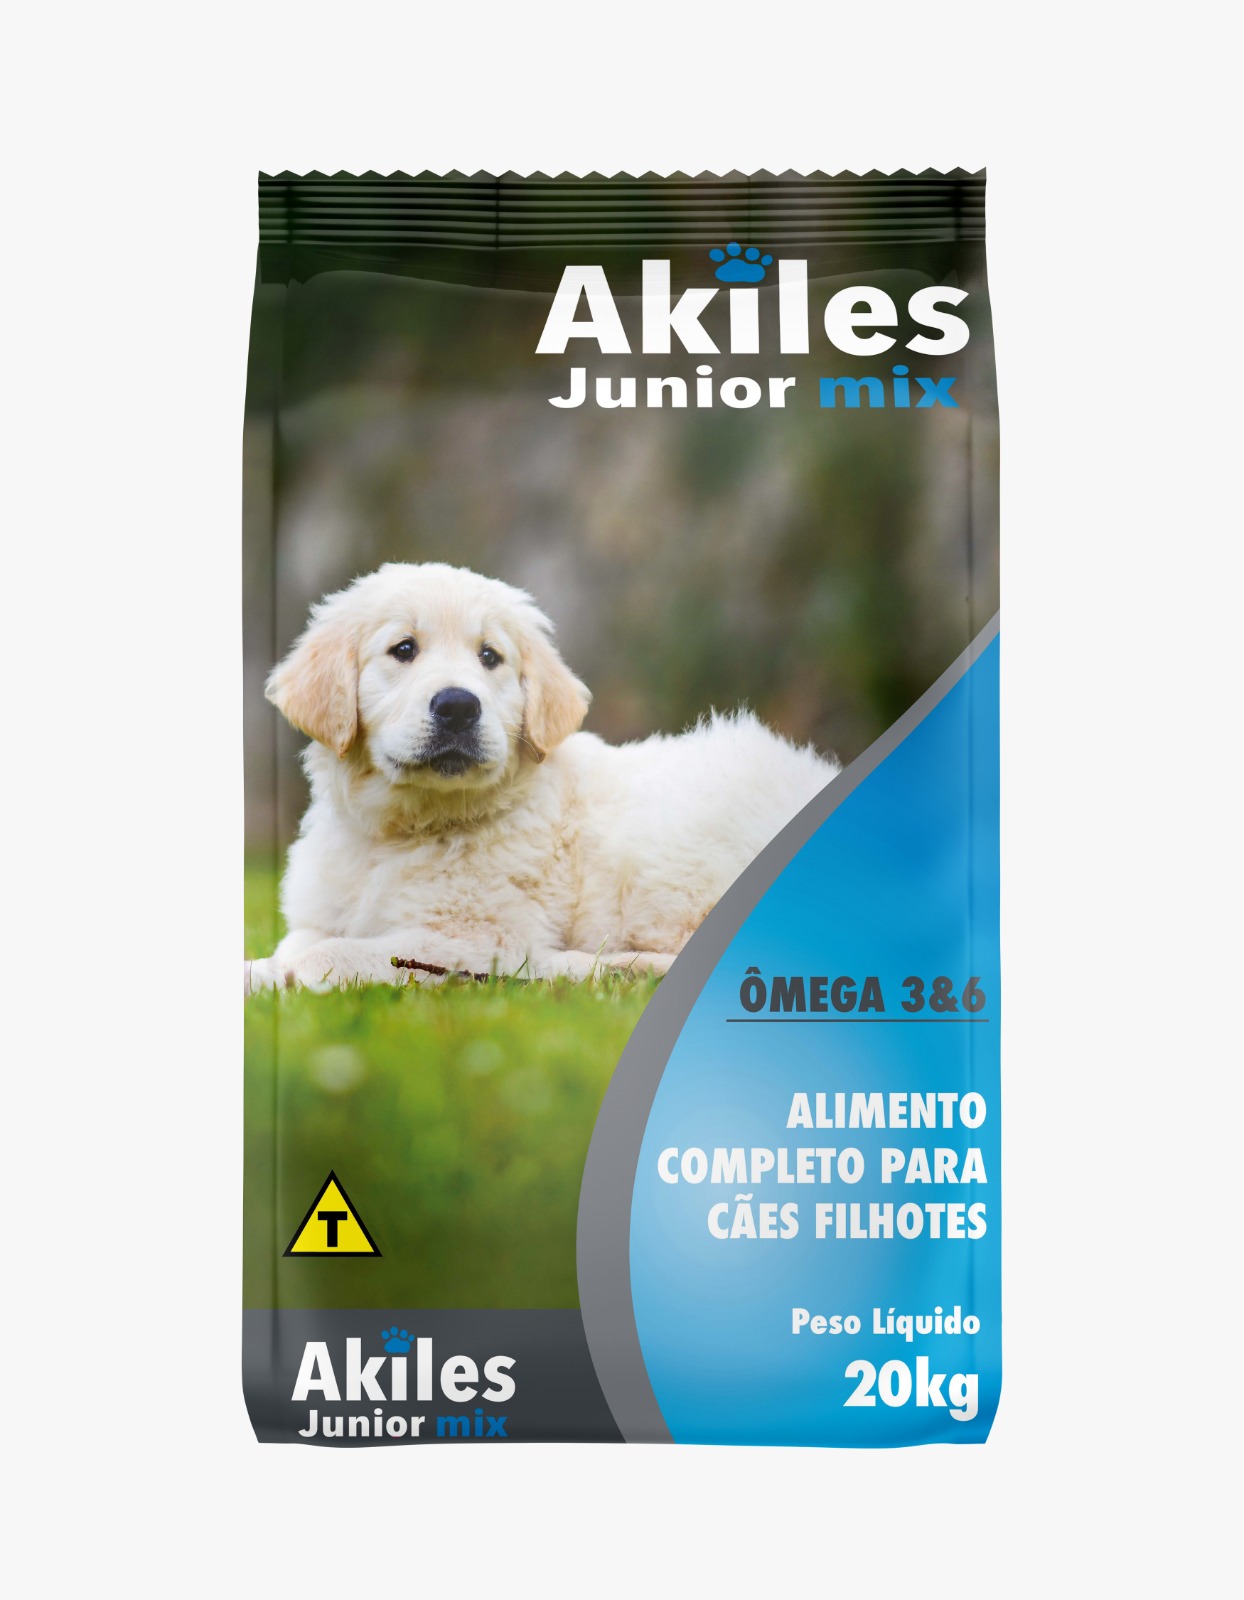 Akiles
Junior mix
ÔMEGA 3&6
ALIMENTO
COMPLETO PARA
CÃES FILHOTES
T
Peso Líquido
20kg
Akiles
Junior mix